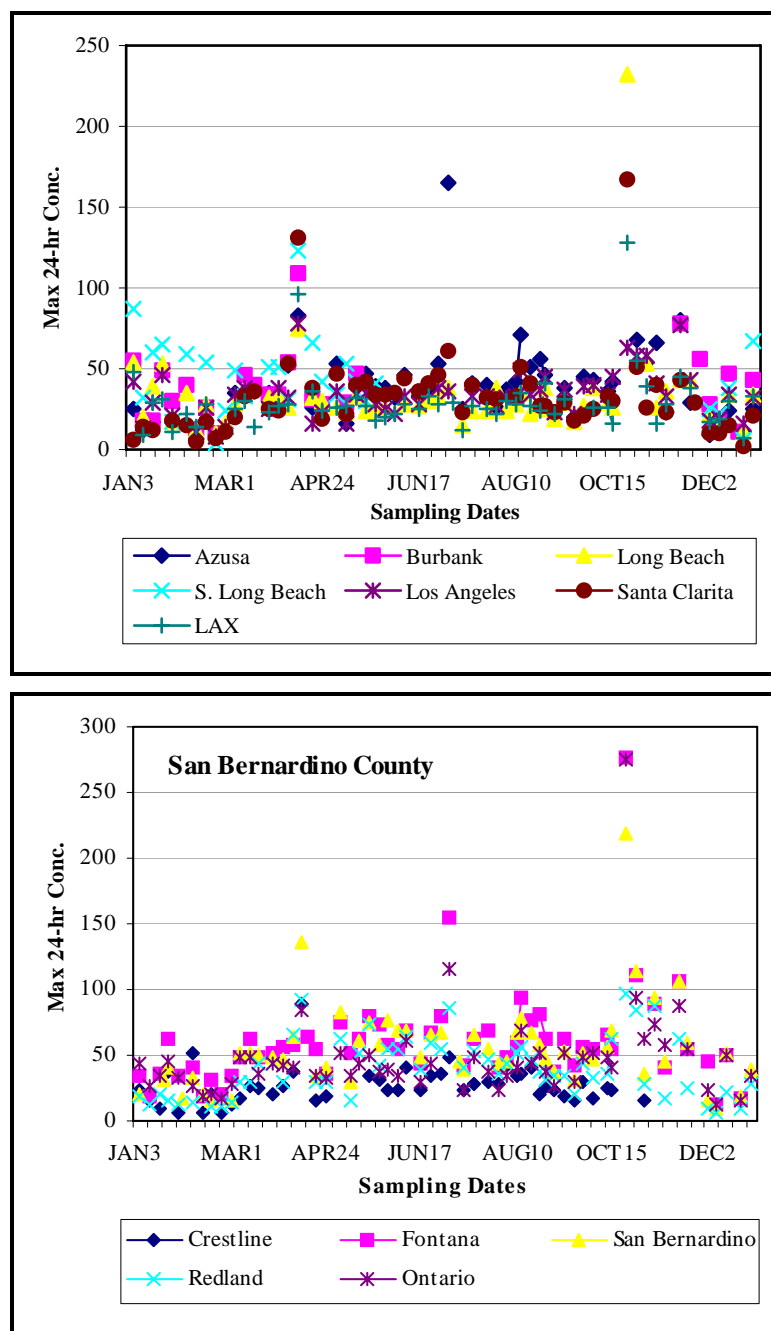 250
200
150
100
50
0
Max 24-hr Conc.
JAN3 MAR1 APR24 JUN17 AUG10 OCT15 DEC2
Sampling Dates
Azusa Burbank Long Beach
S. Long Beach Los Angeles Santa Clarita
LAX
300
San Bernardino County
250
200
150
100
50
0
Max 24-hr Conc.
JAN3 MAR1 APR24 JUN17 AUG10 OCT15 DEC2
Sampling Dates
Crestline Fontana San Bernardino
Redland Ontario